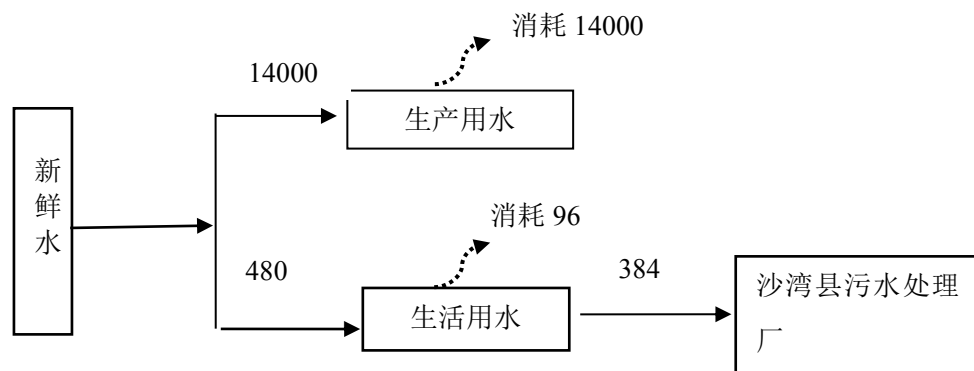 消耗 14000
14000
生产用水
新鲜水
消耗 96
480
384
生活用水
沙湾县污水处理
厂